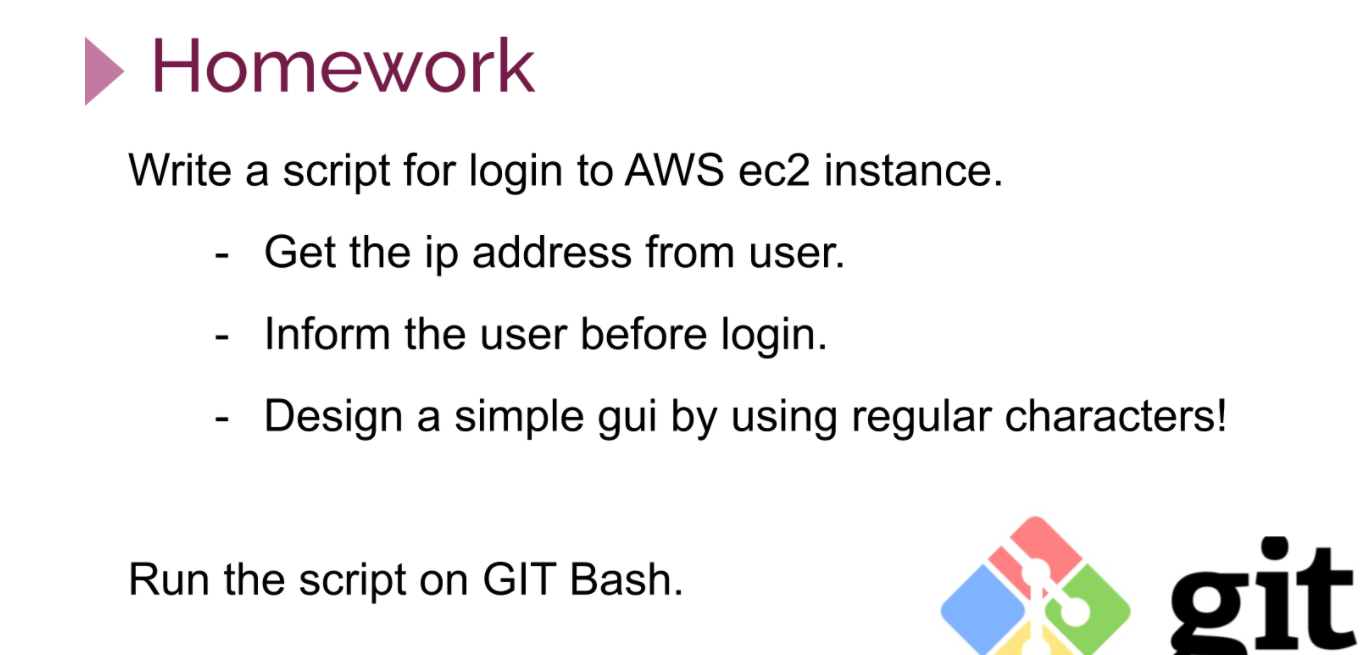 Homework
Write a script for login to AWS ec2 instance.
- Get the ip address from user.
- Inform the user before login.
- Design a simple gui by using regular characters!
Run the script on GIT Bash.
git